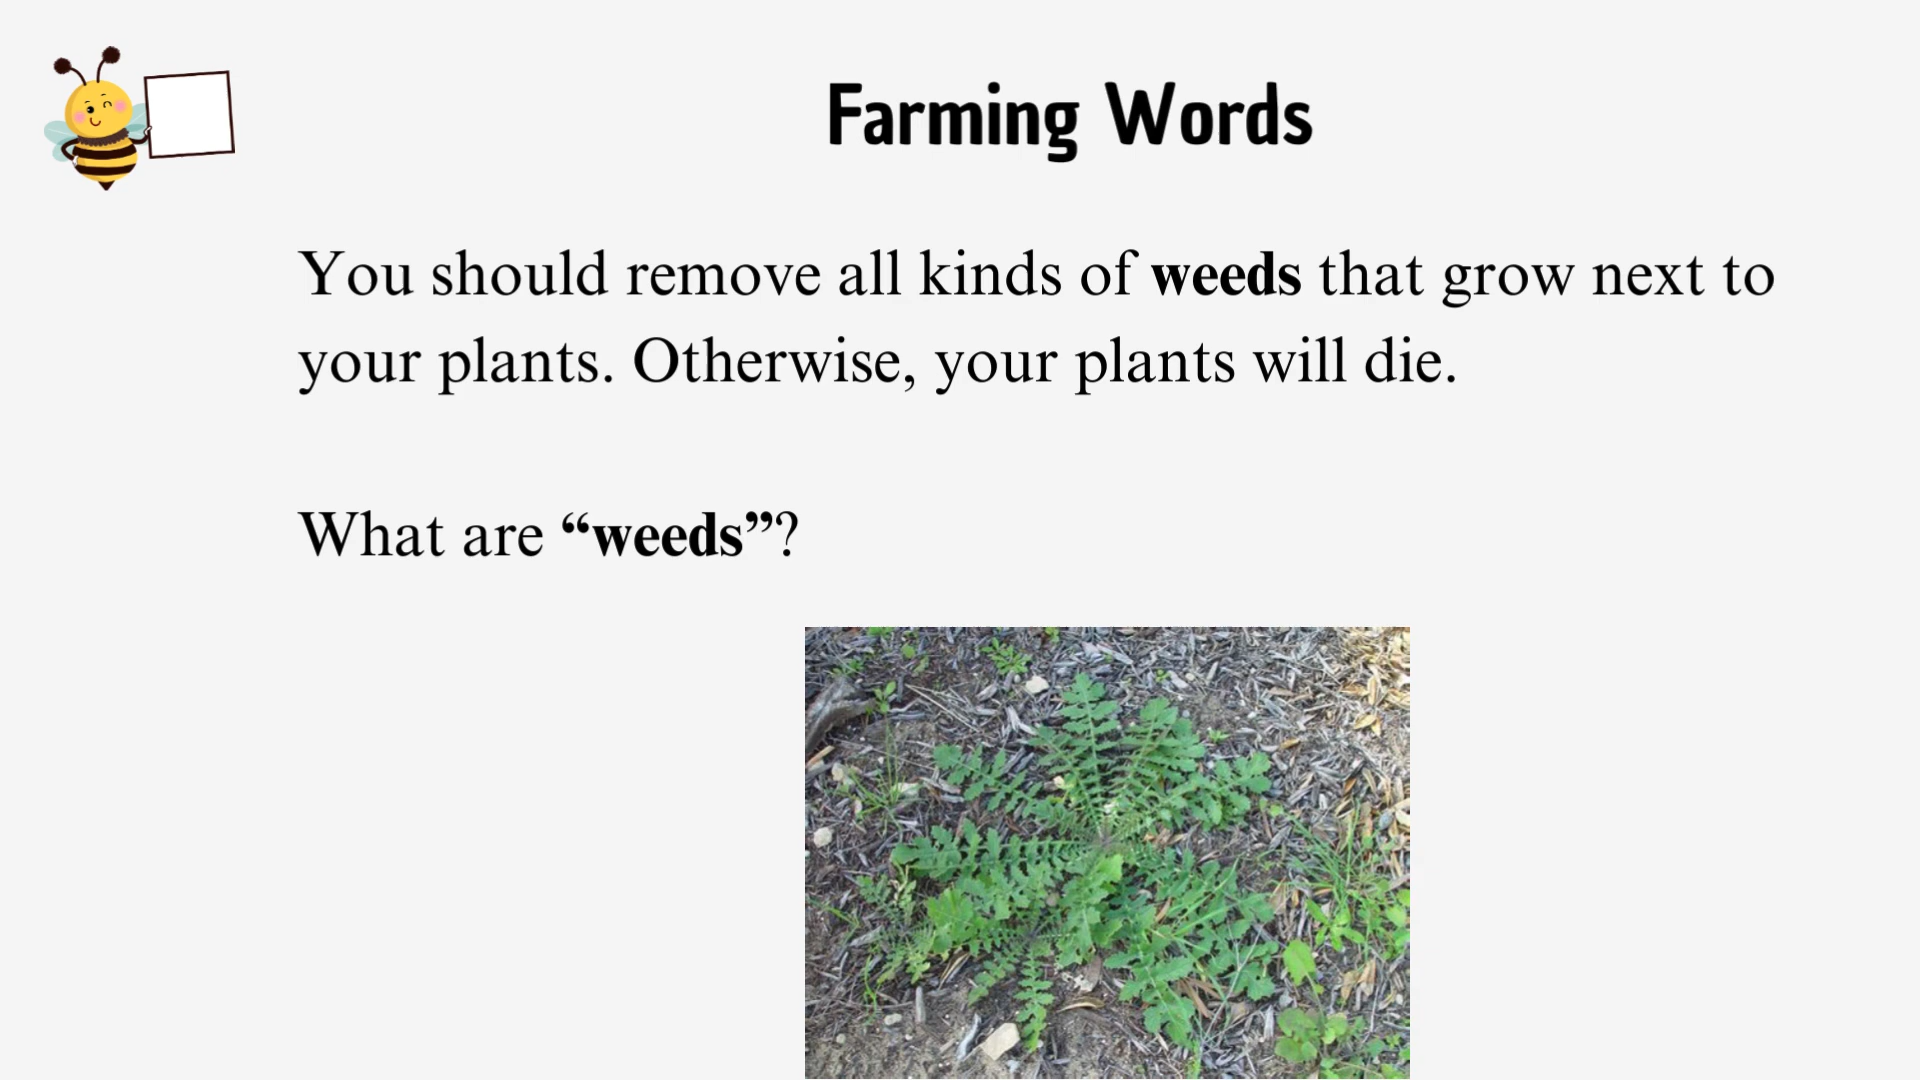 Farming Words
You should remove all kinds of weeds that grow next to
your plants. Otherwise, your plants will die.
What are “weeds”?